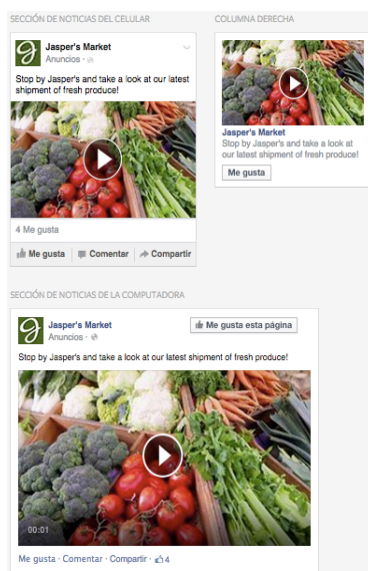 SECCIÓN DE NOTICIAS DEL CELULAR
Jasper's Market
Anuncios ·
Stop by Jasper's and take a look at our latest
shipment of fresh produce!
4 Me gusta
Me gusta
Comentar
Compartir
COLUMNA DERECHA
Jasper's Market
Stop by Jasper's and take a look at
our latest shipment of fresh produce!
Me gusta
SECCIÓN DE NOTICIAS DE LA COMPUTADORA
Jasper's Market
Anuncios ·
Me gusta esta página
Stop by Jasper's and take a look at our latest shipment of fresh produce!
00:01
Me gusta · Comentar · Compartir · 4